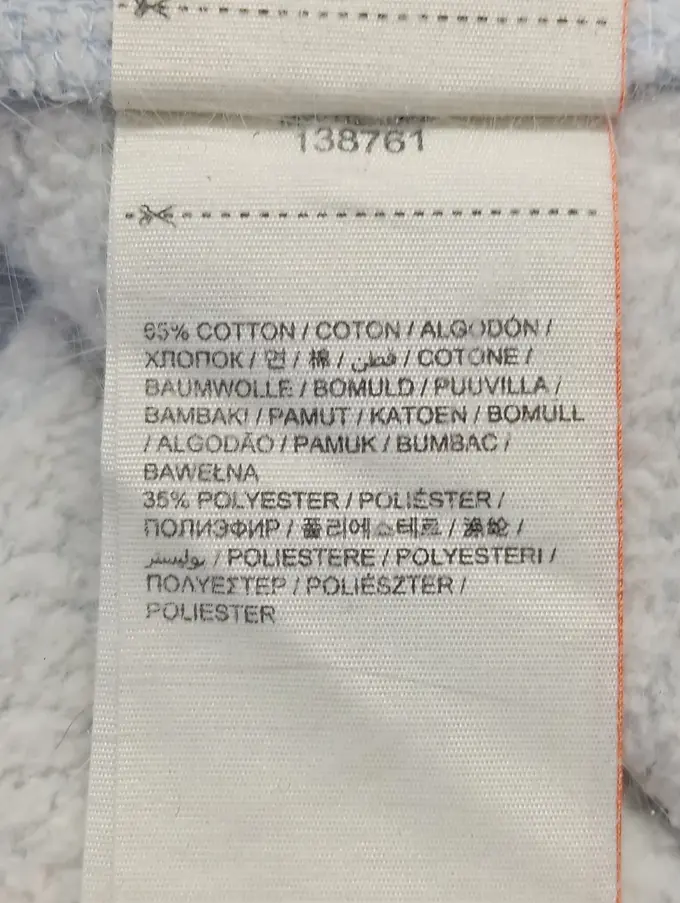 138761
65% COTTON / COTON / ALGODÓN /
ХЛОПОК / 면 / 棉 / قطن / COTONE /
BAUMWOLLE / BOMULD / PUUVILLA /
BAMBAKI / PAMUT / KATOEN / BOMULL
/ ALGODÃO / PAMUK / BUMBAC /
BAWEŁNA
35% POLYESTER / POLIÉSTER /
ПОЛИЭФИР / 폴리에스테르 / 涤纶 /
بوليستر / POLIESTERE / POLYESTERI /
ΠΟΛΥΕΣΤΕΡ / POLIÉSZTER /
POLIESTER